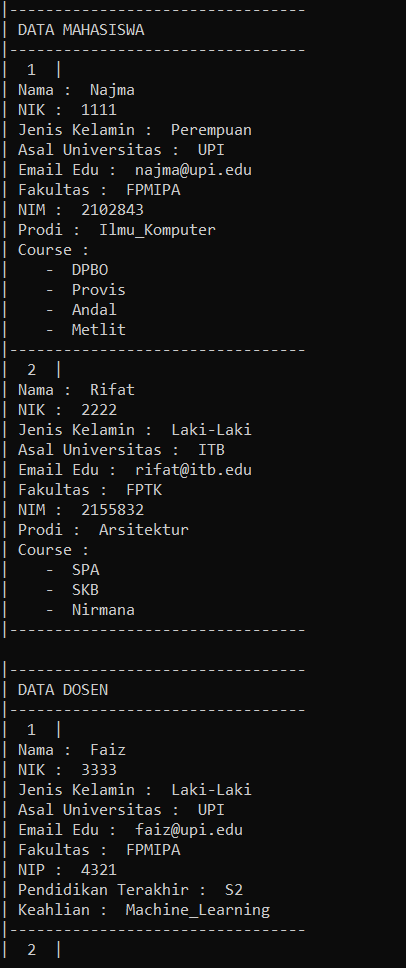 |---------------------------------
| DATA MAHASISWA
|---------------------------------
|  1  |
| Nama :  Najma
| NIK :  1111
| Jenis Kelamin :  Perempuan
| Asal Universitas :  UPI
| Email Edu :  najma@upi.edu
| Fakultas :  FPMIPA
| NIM :  2102843
| Prodi :  Ilmu_Komputer
| Course :
|    -  DPBO
|    -  Provis
|    -  Andal
|    -  Metlit
|---------------------------------
|  2  |
| Nama :  Rifat
| NIK :  2222
| Jenis Kelamin :  Laki-Laki
| Asal Universitas :  ITB
| Email Edu :  rifat@itb.edu
| Fakultas :  FPTK
| NIM :  2155832
| Prodi :  Arsitektur
| Course :
|    -  SPA
|    -  SKB
|    -  Nirmana
|---------------------------------

|---------------------------------
| DATA DOSEN
|---------------------------------
|  1  |
| Nama :  Faiz
| NIK :  3333
| Jenis Kelamin :  Laki-Laki
| Asal Universitas :  UPI
| Email Edu :  faiz@upi.edu
| Fakultas :  FPMIPA
| NIP :  4321
| Pendidikan Terakhir :  S2
| Keahlian :  Machine_Learning
|---------------------------------
|  2  |